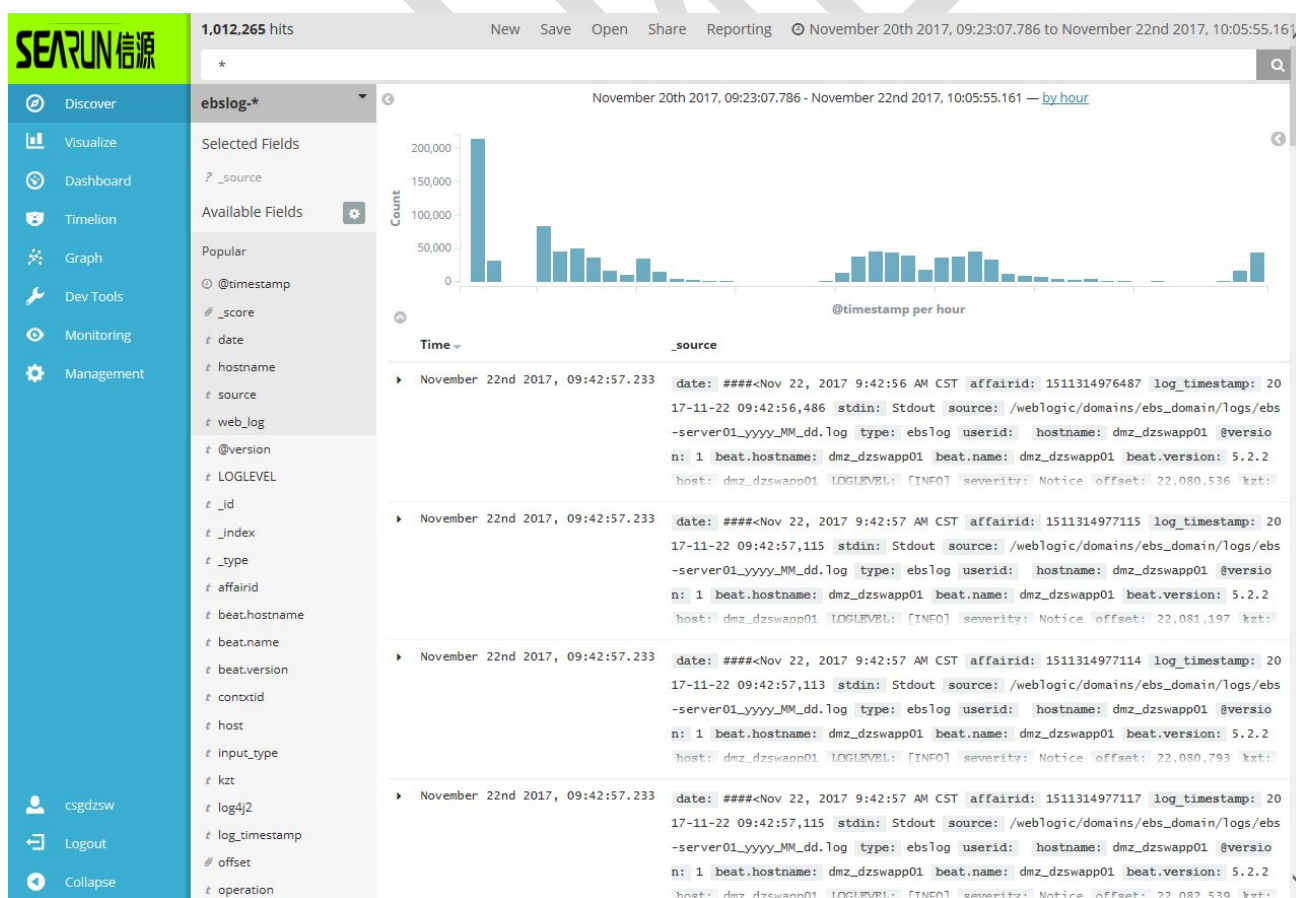 SEARUN信源
1,012,265 hits
New Save Open Share Reporting November 20th 2017, 09:23:07.786 to November 22nd 2017, 10:05:55.161
*
Discover
Visualize
Dashboard
Timelion
Graph
Dev Tools
Monitoring
Management
csgdzsw
Logout
Collapse
ebslog-*
Selected Fields
? _source
Available Fields
Popular
@timestamp
# _score
t date
t hostname
t source
t web_log
t @version
t LOGLEVEL
t _id
t _index
t _type
t affairid
t beat.hostname
t beat.name
t beat.version
t contxtid
t host
t input_type
t kzt
t log4j2
t log_timestamp
# offset
t operation
November 20th 2017, 09:23:07.786 - November 22nd 2017, 10:05:55.161 — by hour
Count
200,000
150,000
100,000
50,000
0
@timestamp per hour
Time _source
November 22nd 2017, 09:42:57.233 date: ####<Nov 22, 2017 9:42:56 AM CST affairid: 1511314976487 log_timestamp: 20
17-11-22 09:42:56,486 stdin: Stdout source: /weblogic/domains/ebs_domain/logs/ebs
-server01_yyyy_MM_dd.log type: ebslog userid: hostname: dmz_dzswapp01 @versio
n: 1 beat.hostname: dmz_dzswapp01 beat.name: dmz_dzswapp01 beat.version: 5.2.2
host: dmz_dzswapp01 LOGLEVEL: [INFO] severity: Notice offset: 22,080,536 kzt:
November 22nd 2017, 09:42:57.233 date: ####<Nov 22, 2017 9:42:57 AM CST affairid: 1511314977115 log_timestamp: 20
17-11-22 09:42:57,115 stdin: Stdout source: /weblogic/domains/ebs_domain/logs/ebs
-server01_yyyy_MM_dd.log type: ebslog userid: hostname: dmz_dzswapp01 @versio
n: 1 beat.hostname: dmz_dzswapp01 beat.name: dmz_dzswapp01 beat.version: 5.2.2
host: dmz_dzswapp01 LOGLEVEL: [INFO] severity: Notice offset: 22,081,197 kzt:
November 22nd 2017, 09:42:57.233 date: ####<Nov 22, 2017 9:42:57 AM CST affairid: 1511314977114 log_timestamp: 20
17-11-22 09:42:57,113 stdin: Stdout source: /weblogic/domains/ebs_domain/logs/ebs
-server01_yyyy_MM_dd.log type: ebslog userid: hostname: dmz_dzswapp01 @versio
n: 1 beat.hostname: dmz_dzswapp01 beat.name: dmz_dzswapp01 beat.version: 5.2.2
host: dmz_dzswapp01 LOGLEVEL: [INFO] severity: Notice offset: 22,080,793 kzt:
November 22nd 2017, 09:42:57.233 date: ####<Nov 22, 2017 9:42:57 AM CST affairid: 1511314977117 log_timestamp: 20
17-11-22 09:42:57,115 stdin: Stdout source: /weblogic/domains/ebs_domain/logs/ebs
-server01_yyyy_MM_dd.log type: ebslog userid: hostname: dmz_dzswapp01 @versio
n: 1 beat.hostname: dmz_dzswapp01 beat.name: dmz_dzswapp01 beat.version: 5.2.2
host: dmz_dzswapp01 LOGLEVEL: [INFO] severity: Notice offset: 22,082,539 kzt: